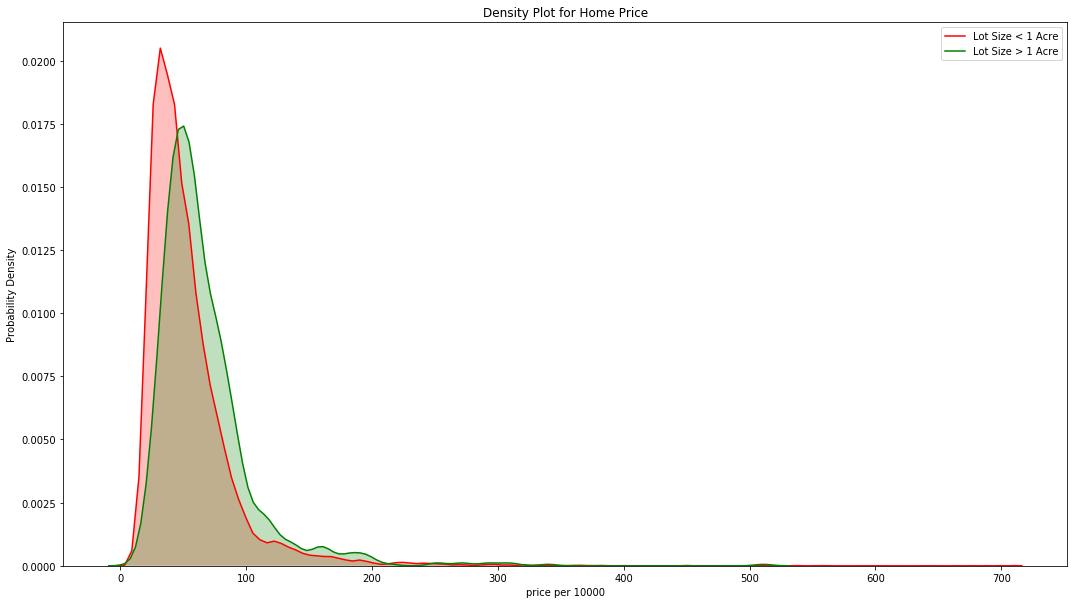 Density Plot for Home Price
Lot Size < 1 Acre
Lot Size > 1 Acre
Probability Density
0.0200
0.0175
0.0150
0.0125
0.0100
0.0075
0.0050
0.0025
0.0000
0 100 200 300 400 500 600 700
price per 10000